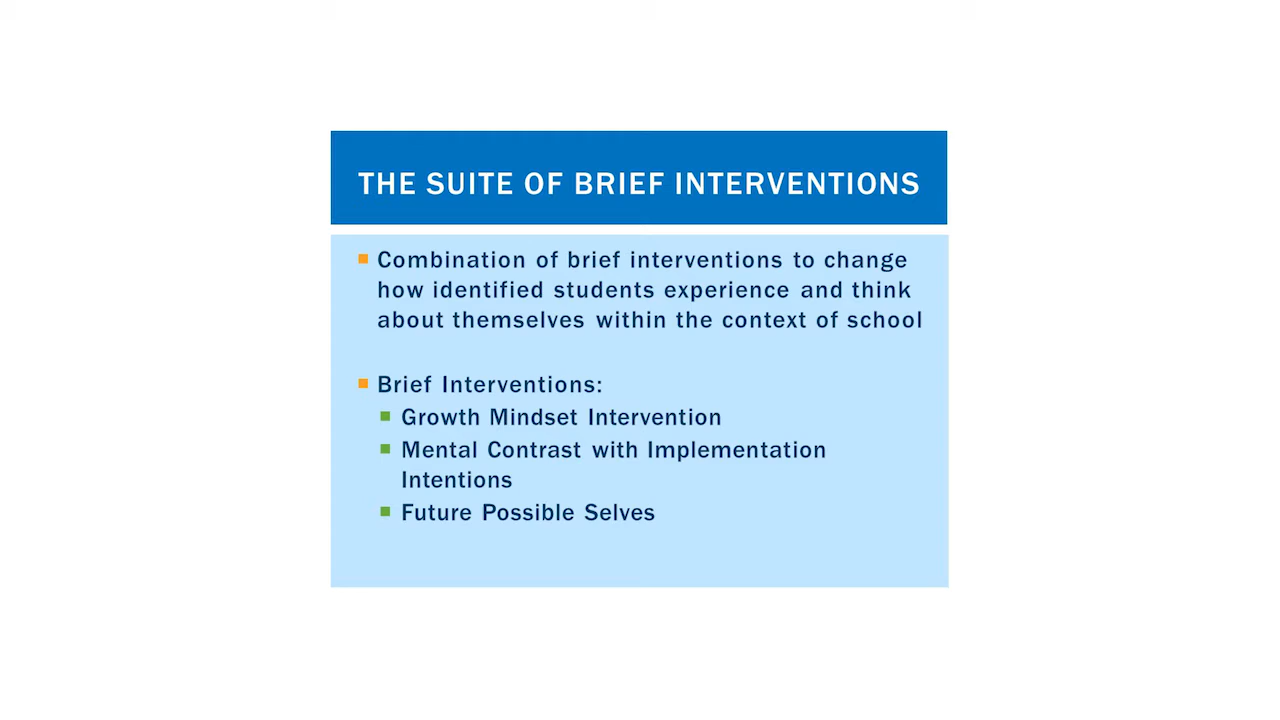 THE SUITE OF BRIEF INTERVENTIONS
Combination of brief interventions to change
how identified students experience and think
about themselves within the context of school
Brief Interventions:
Growth Mindset Intervention
Mental Contrast with Implementation
Intentions
Future Possible Selves